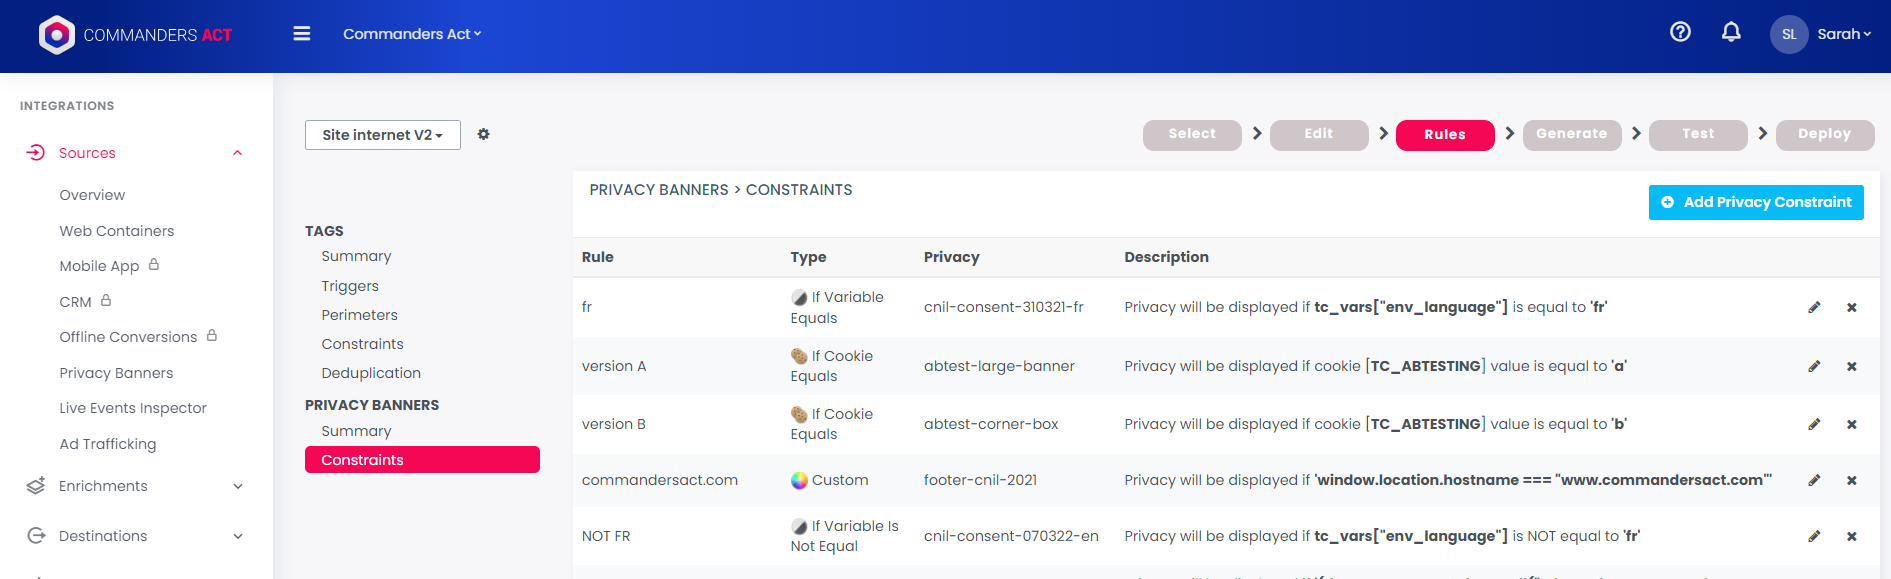 COMMANDERS ACT
Commanders Act
SL
Sarah
INTEGRATIONS
Sources
Overview
Web Containers
Mobile App
CRM
Offline Conversions
Privacy Banners
Live Events Inspector
Ad Trafficking
Enrichments
Destinations
Site internet V2
Select
Edit
Rules
Generate
Test
Deploy
TAGS
Summary
Triggers
Perimeters
Constraints
Deduplication
PRIVACY BANNERS
Summary
Constraints
PRIVACY BANNERS > CONSTRAINTS
Add Privacy Constraint
Rule Type Privacy Description
fr
If Variable
Equals
cnil-consent-310321-fr
Privacy will be displayed if tc_vars["env_language"] is equal to 'fr'
version A
If Cookie
Equals
abtest-large-banner
Privacy will be displayed if cookie [TC_ABTESTING] value is equal to 'a'
version B
If Cookie
Equals
abtest-corner-box
Privacy will be displayed if cookie [TC_ABTESTING] value is equal to 'b'
commandersact.com
Custom
footer-cnil-2021
Privacy will be displayed if 'window.location.hostname === "www.commandersact.com"'
NOT FR
If Variable Is
Not Equal
cnil-consent-070322-en
Privacy will be displayed if tc_vars["env_language"] is NOT equal to 'fr'